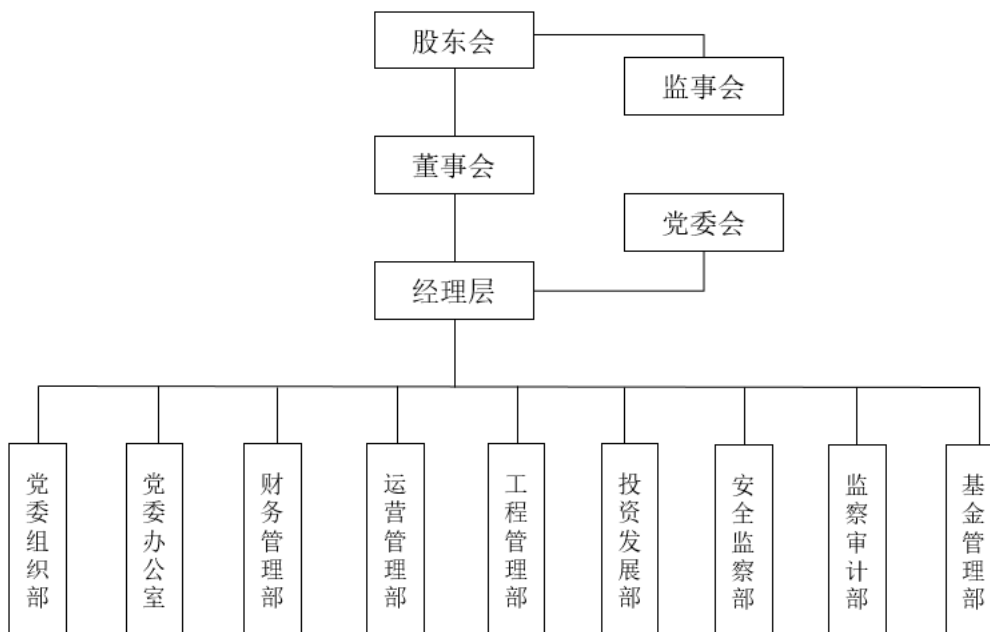 股东会
监事会
董事会
党委会
经理层
党委组织部
党委办公室
财务管理部
运营管理部
工程管理部
投资发展部
安全监察部
监察审计部
基金管理部